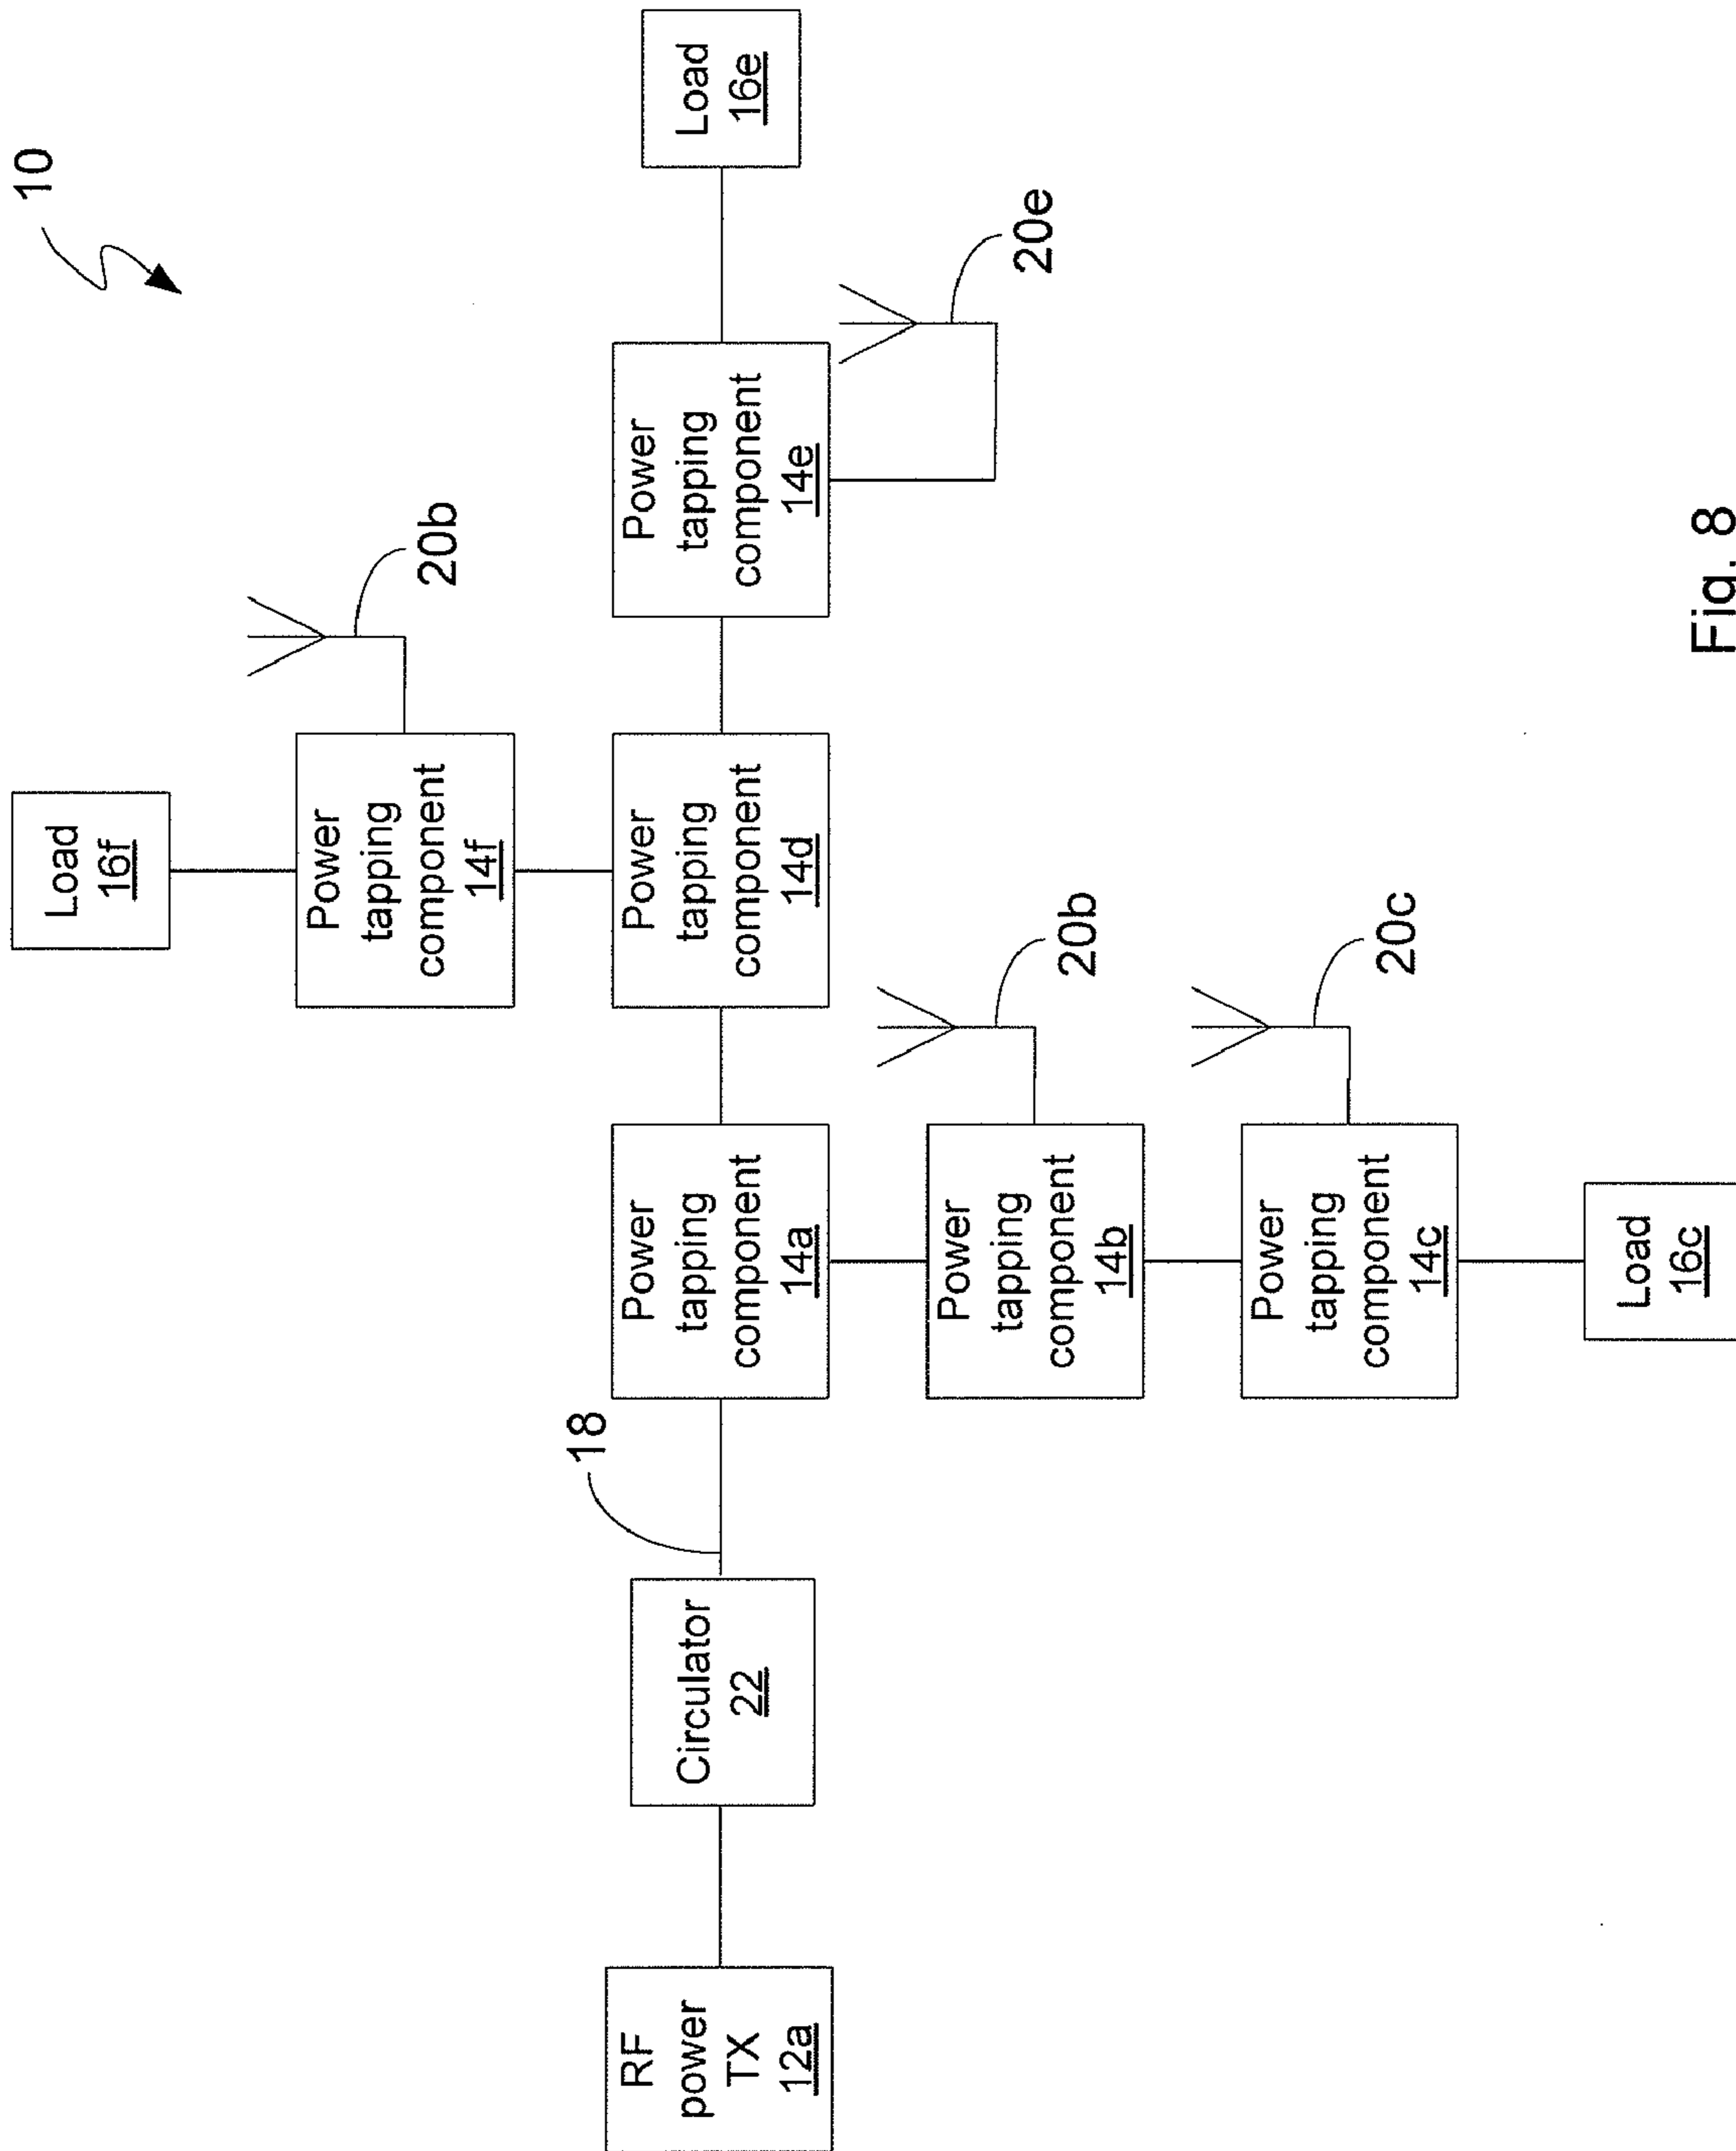 10
Load
16f
Load
16e
Power
tapping
component
14f
20b
Power
tapping
component
14d
Power
tapping
component
14e
20e
18
RF
power
TX
12a
Circulator
22
Power
tapping
component
14a
Power
tapping
component
14b
20b
Power
tapping
component
14c
20c
Load
16c
Fig. 8